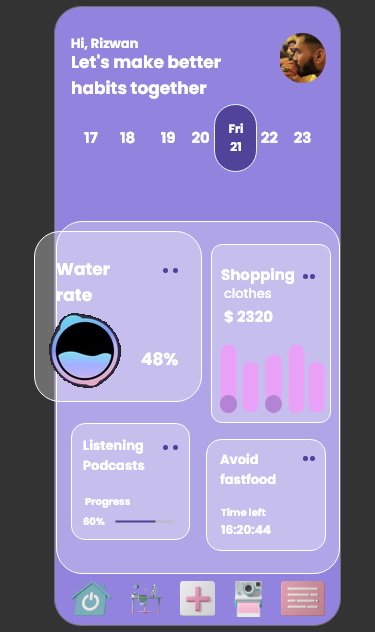 Hi, Rizwan
Let's make better
habits together
17 18 19 20 Fri 21 22 23
Water
rate
48%
Shopping
clothes
$ 2320
Listening
Podcasts
Progress
60%
Avoid
fastfood
Time left
16:20:44